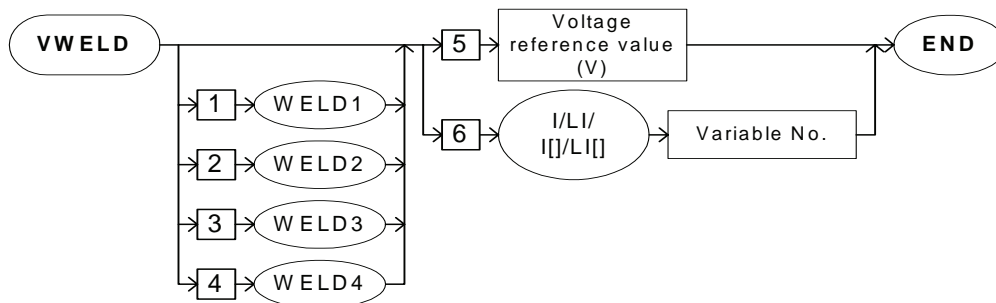 VWELD
1
WELD1
2
WELD2
3
WELD3
4
WELD4
5
Voltage
reference value
(V)
6
I/LI/
I[]/LI[]
Variable No.
END